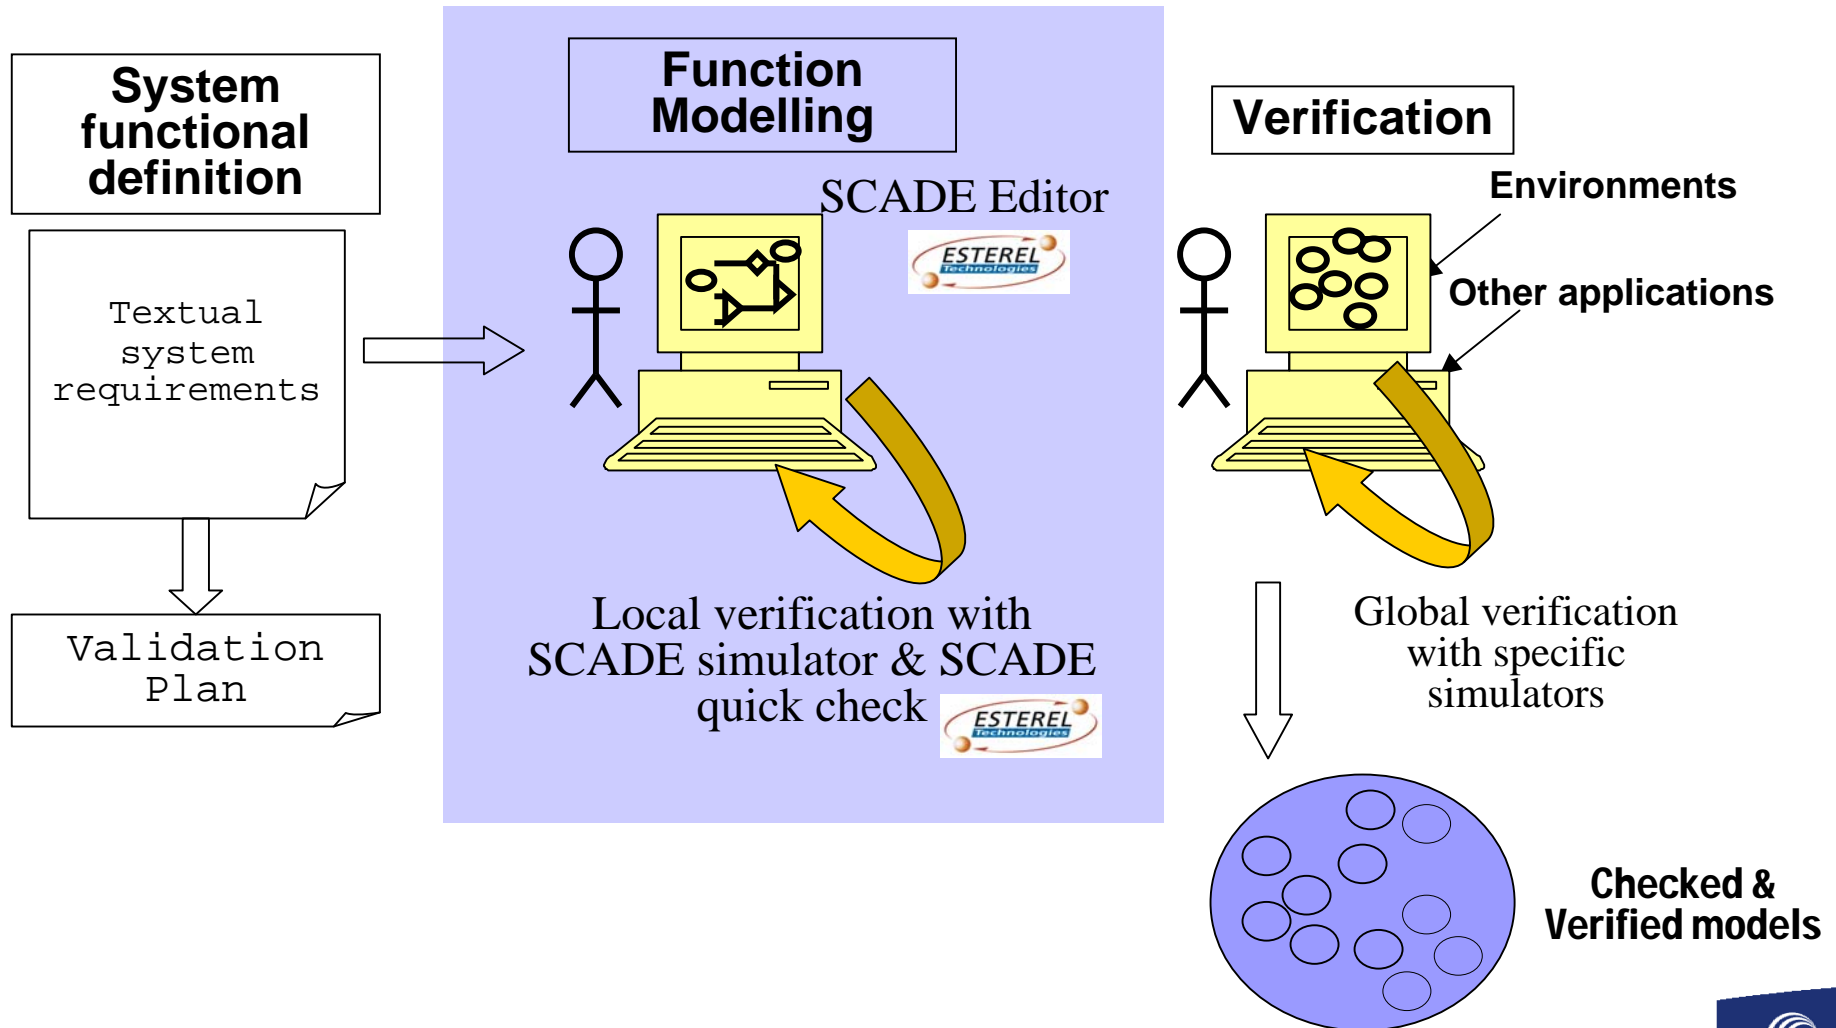 System
functional
definition
Textual
system
requirements
Validation
Plan
Function
Modelling
SCADE Editor
ESTEREL
Technologies
Local verification with
SCADE simulator & SCADE
quick check
ESTEREL
Technologies
Verification
Environments
Other applications
Global verification
with specific
simulators
Checked &
Verified models